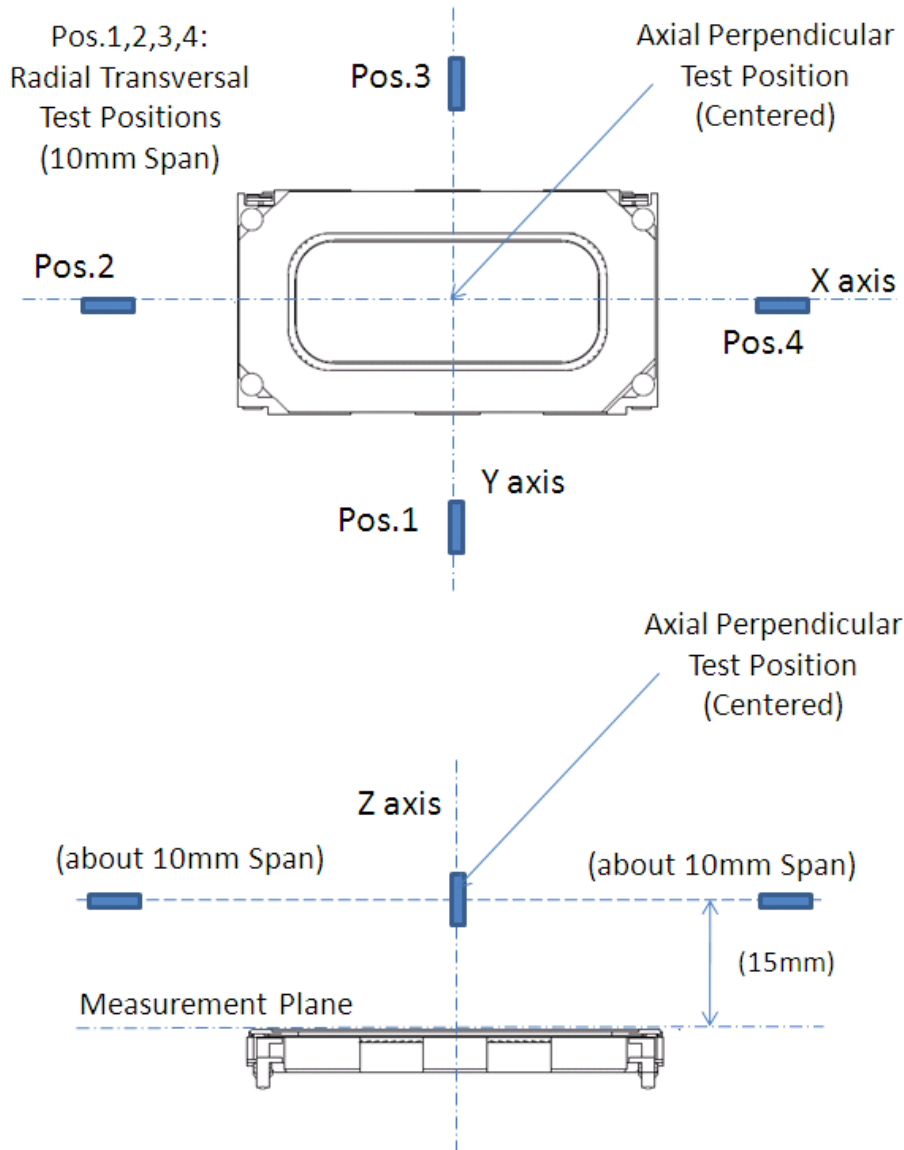 Pos.1,2,3,4:
Radial Transversal
Test Positions
(10mm Span)
Axial Perpendicular
Test Position
(Centered)
Pos.3
Pos.2
X axis
Pos.4
Y axis
Pos.1
Axial Perpendicular
Test Position
(Centered)
Z axis
(about 10mm Span)
(about 10mm Span)
(15mm)
Measurement Plane